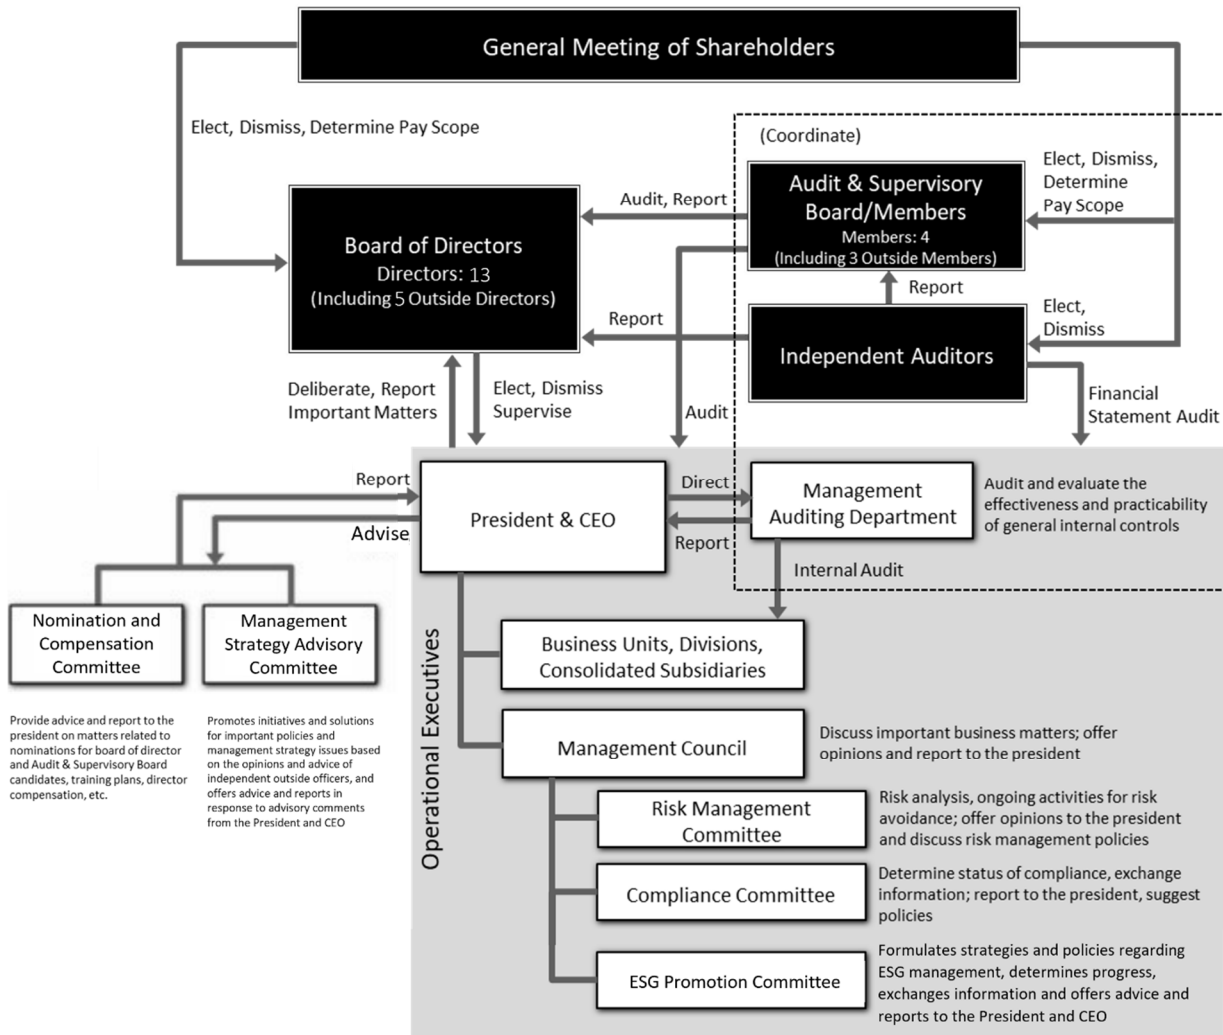 General Meeting of Shareholders
Elect, Dismiss, Determine Pay Scope
(Coordinate)
Elect, Dismiss,
Determine
Pay Scope
Audit & Supervisory
Board/Members
Members: 4
(Including 3 Outside Members)
Audit, Report
Board of Directors
Directors: 13
(Including 5 Outside Directors)
Report
Report
Elect,
Dismiss
Independent Auditors
Deliberate, Report
Important Matters
Elect, Dismiss
Supervise
Audit
Financial
Statement Audit
Report
Advise
President & CEO
Direct
Report
Management
Auditing Department
Audit and evaluate the
effectiveness and practicability
of general internal controls
Internal Audit
Nomination and
Compensation
Committee
Management
Strategy Advisory
Committee
Provide advice and report to the
president on matters related to
nominations for board of director
and Audit & Supervisory Board
candidates, training plans, director
compensation, etc.
Promotes initiatives and solutions
for important policies and
management strategy issues based
on the opinions and advice of
independent outside officers, and
offers advice and reports in
response to advisory comments
from the President and CEO
Operational Executives
Business Units, Divisions,
Consolidated Subsidiaries
Management Council
Discuss important business matters; offer
opinions and report to the president
Risk Management
Committee
Risk analysis, ongoing activities for risk
avoidance; offer opinions to the president
and discuss risk management policies
Compliance Committee
Determine status of compliance, exchange
information; report to the president, suggest
policies
ESG Promotion Committee
Formulates strategies and policies regarding
ESG management, determines progress,
exchanges information and offers advice and
reports to the President and CEO